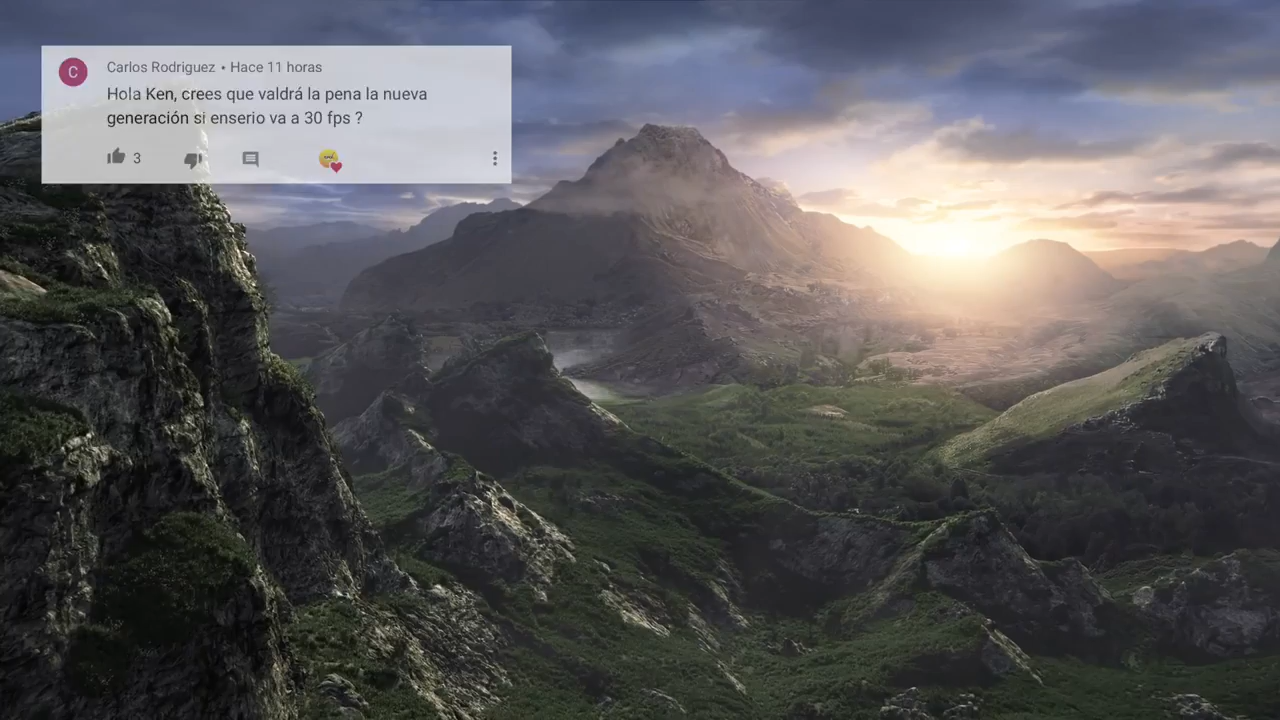 C
Carlos Rodriguez • Hace 11 horas
Hola Ken, crees que valdrá la pena la nueva
generación si enserio va a 30 fps ?
3